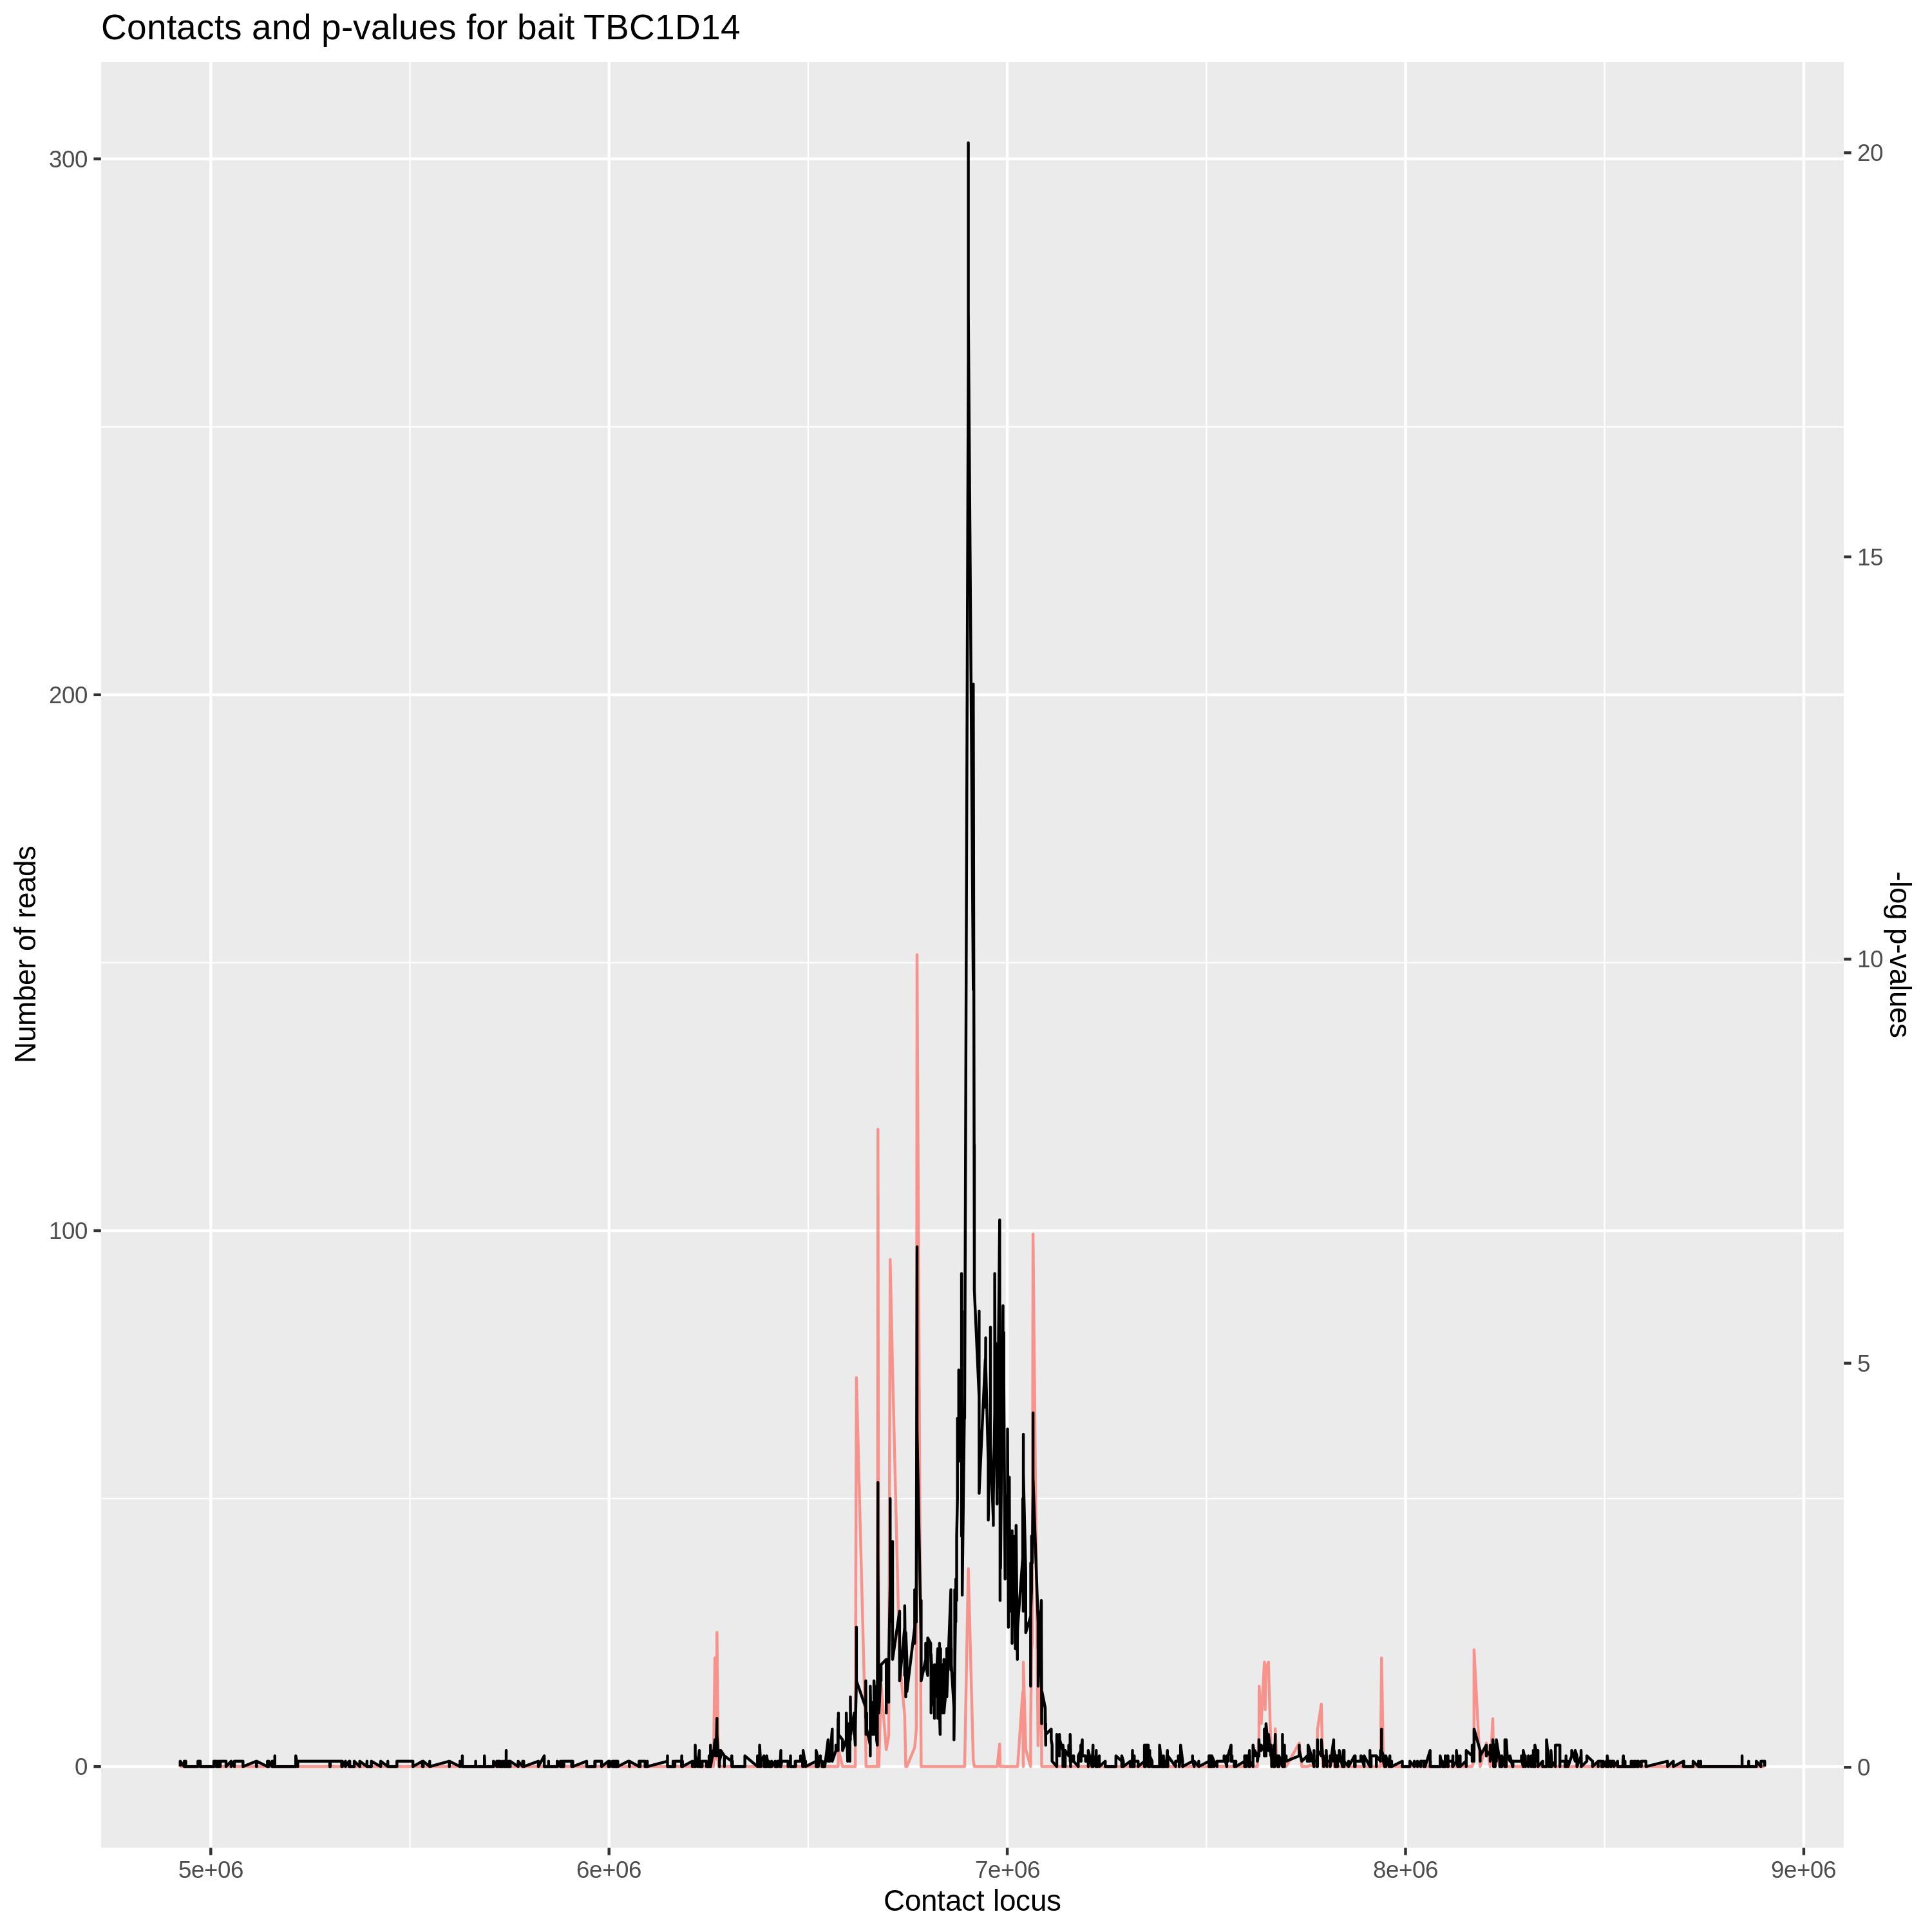 Contacts and p-values for bait TBC1D14
300
200
100
0
Number of reads
20
15
10
5
0
-log p-values
5e+06
6e+06
7e+06
8e+06
9e+06
Contact locus